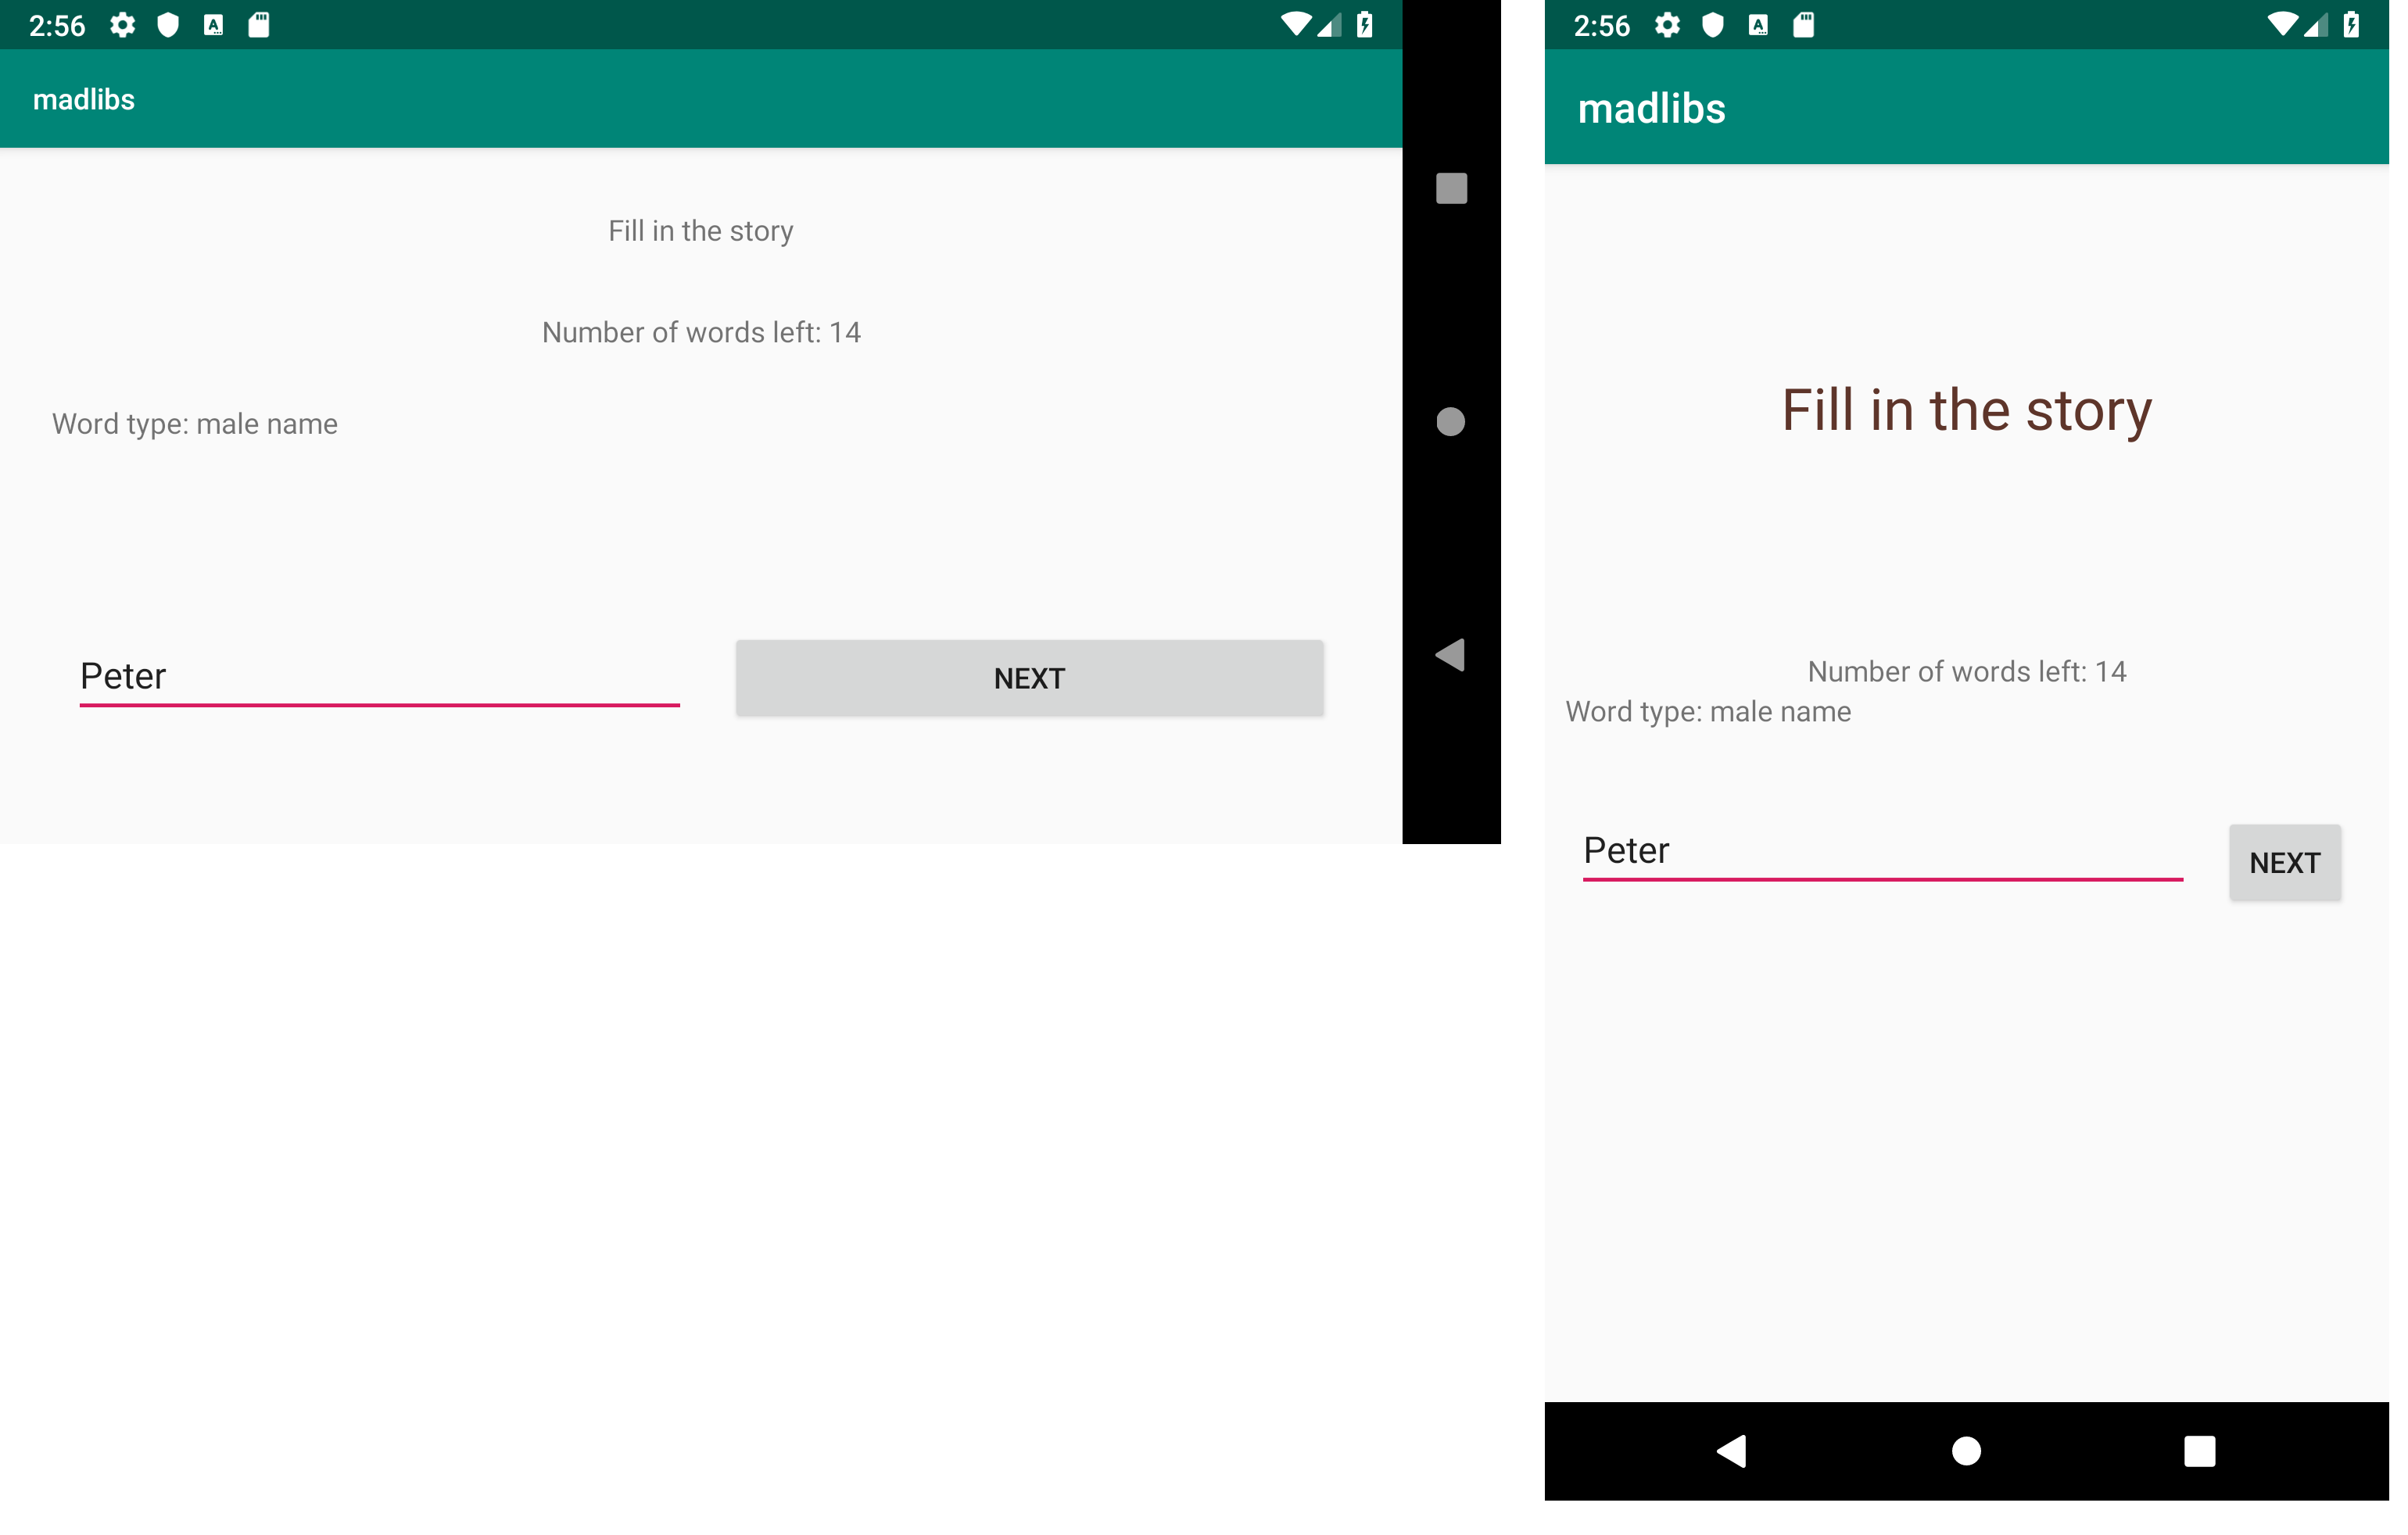 2:56
madlibs
Fill in the story
Number of words left: 14
Word type: male name
Peter
NEXT
2:56
madlibs
Fill in the story
Number of words left: 14
Word type: male name
Peter
NEXT